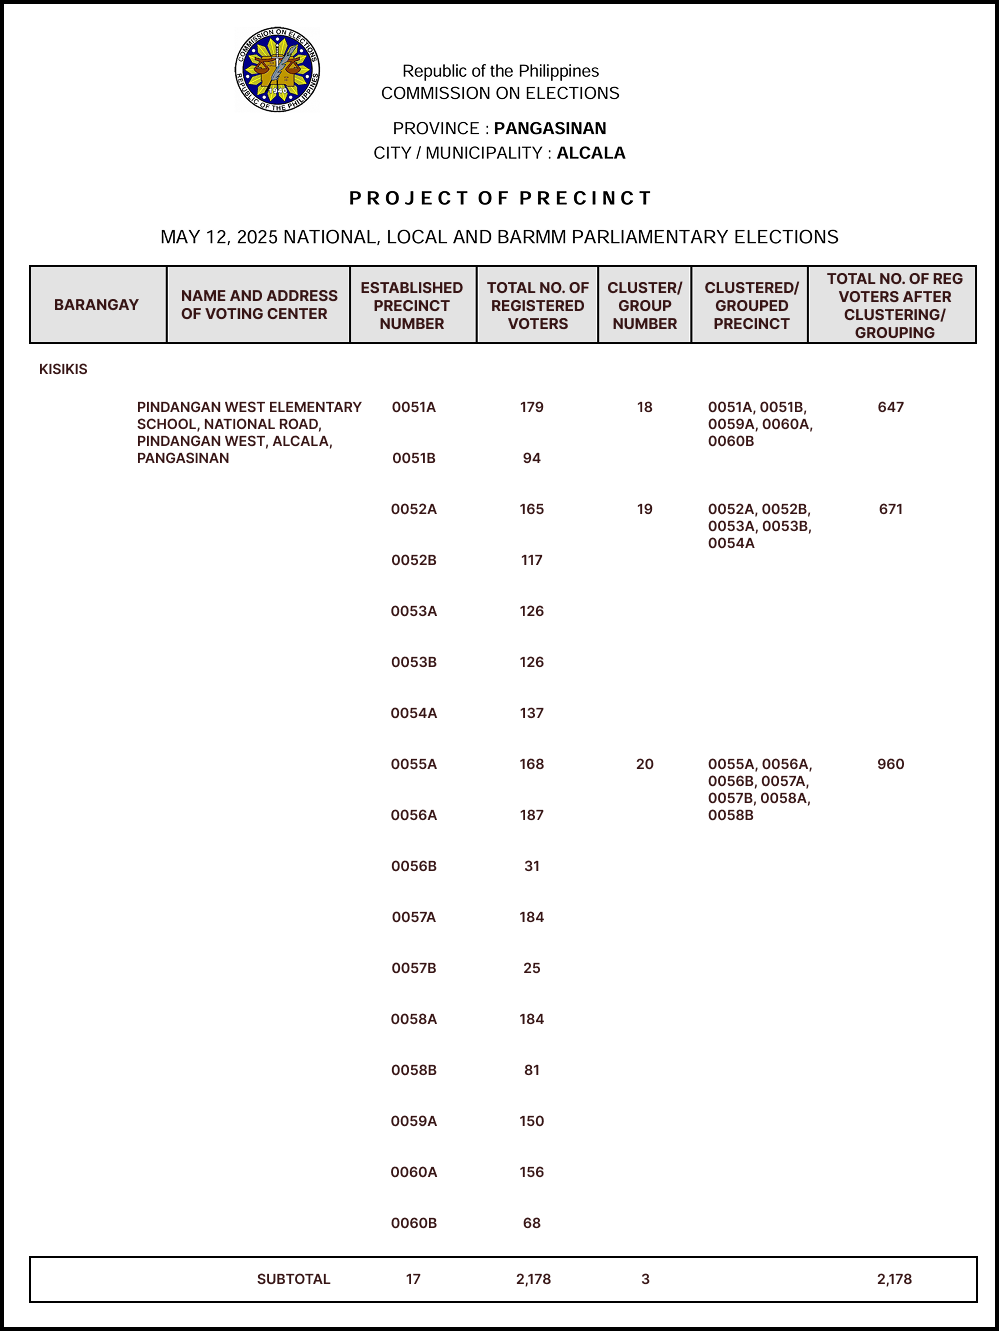 COMMISSION ON ELECTIONS
1940
REPUBLIC OF THE PHILIPPINES
Republic of the Philippines
COMMISSION ON ELECTIONS
PROVINCE : PANGASINAN
CITY / MUNICIPALITY : ALCALA
PROJECT OF PRECINCT
MAY 12, 2025 NATIONAL, LOCAL AND BARMM PARLIAMENTARY ELECTIONS
BARANGAY
NAME AND ADDRESS
OF VOTING CENTER
ESTABLISHED
PRECINCT
NUMBER
TOTAL NO. OF
REGISTERED
VOTERS
CLUSTER/
GROUP
NUMBER
CLUSTERED/
GROUPED
PRECINCT
TOTAL NO. OF REG
VOTERS AFTER
CLUSTERING/
GROUPING
KISIKIS
PINDANGAN WEST ELEMENTARY
SCHOOL, NATIONAL ROAD,
PINDANGAN WEST, ALCALA,
PANGASINAN
0051A 179 18 0051A, 0051B, 647
0059A, 0060A,
0060B
0051B 94
0052A 165 19 0052A, 0052B, 671
0053A, 0053B,
0054A
0052B 117
0053A 126
0053B 126
0054A 137
0055A 168 20 0055A, 0056A, 960
0056B, 0057A,
0057B, 0058A,
0058B
0056A 187
0056B 31
0057A 184
0057B 25
0058A 184
0058B 81
0059A 150
0060A 156
0060B 68
SUBTOTAL 17 2,178 3 2,178